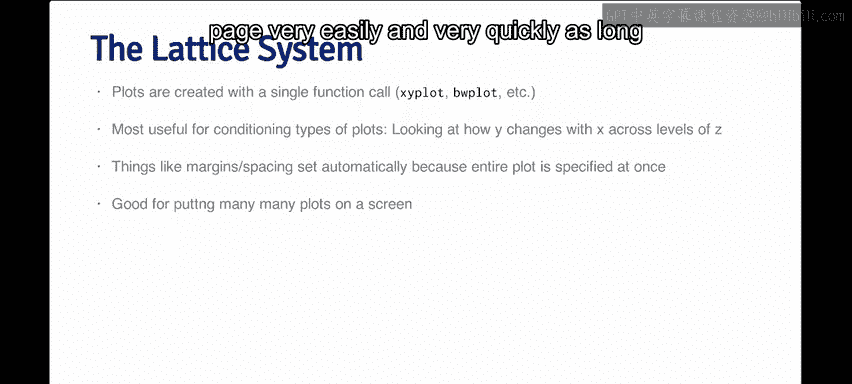 page very easily and very quickly as long
The Lattice System
· Plots are created with a single function call (xyplot, bwplot, etc.)
· Most useful for conditioning types of plots: Looking at how y changes with x across levels of z
· Things like margins/spacing set automatically because entire plot is specified at once
· Good for puttng many many plots on a screen